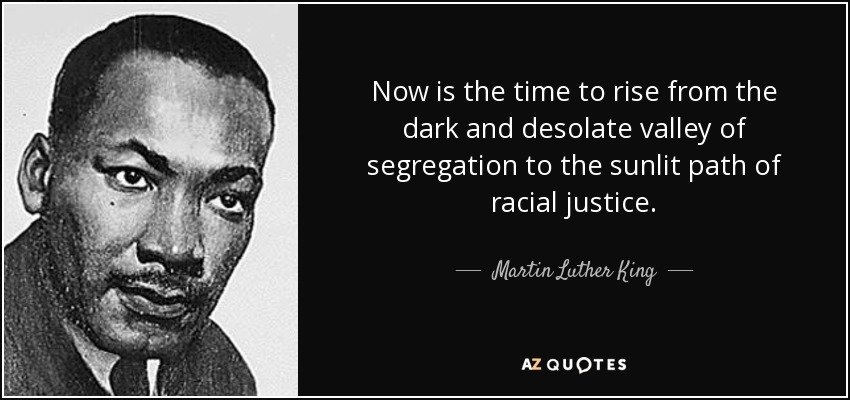 Now is the time to rise from the
dark and desolate valley of
segregation to the sunlit path of
racial justice.
Martin Luther King
AZ QUOTES